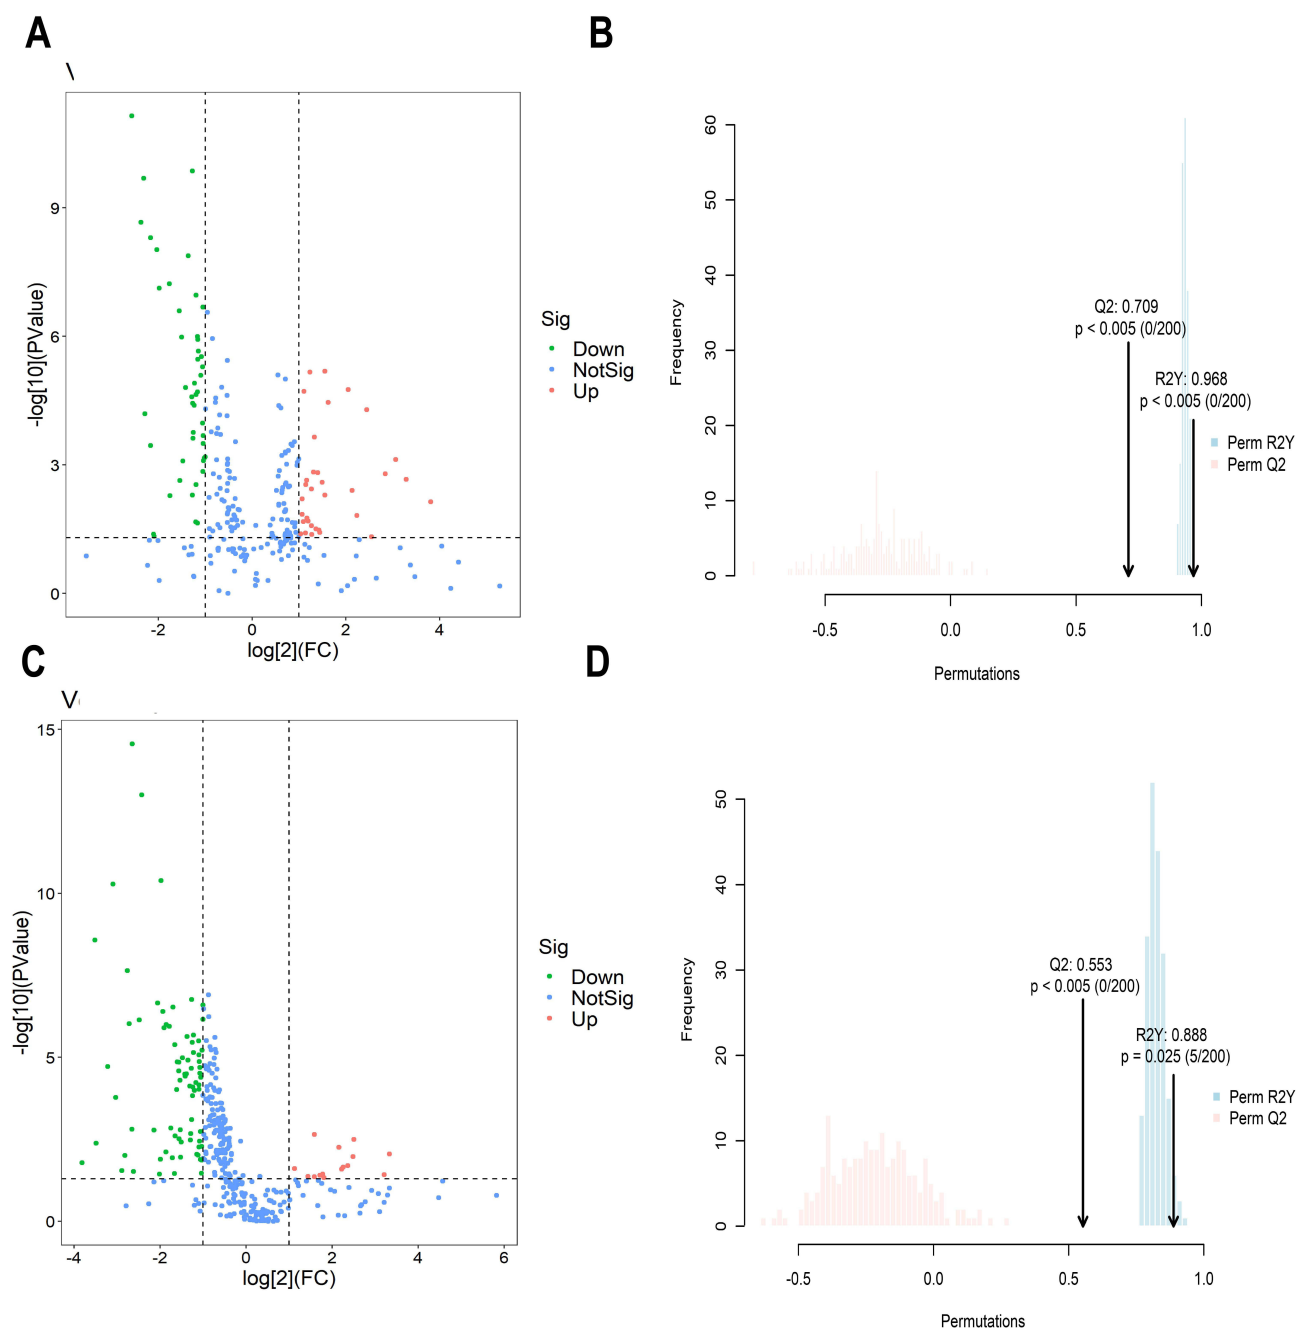 A
B
\
9
6
3
0
-log[10](PValue)
-2
0
2
4
log[2](FC)
Sig
Down
NotSig
Up
60
50
40
30
20
10
0
Frequency
Q2: 0.709
p < 0.005 (0/200)
R2Y: 0.968
p < 0.005 (0/200)
Perm R2Y
Perm Q2
-0.5
0.0
0.5
1.0
Permutations
C
D
V
15
10
5
0
-log[10](PValue)
-4
-2
0
2
4
6
log[2](FC)
Sig
Down
NotSig
Up
50
40
30
20
10
0
Frequency
Q2: 0.553
p < 0.005 (0/200)
R2Y: 0.888
p = 0.025 (5/200)
Perm R2Y
Perm Q2
-0.5
0.0
0.5
1.0
Permutations